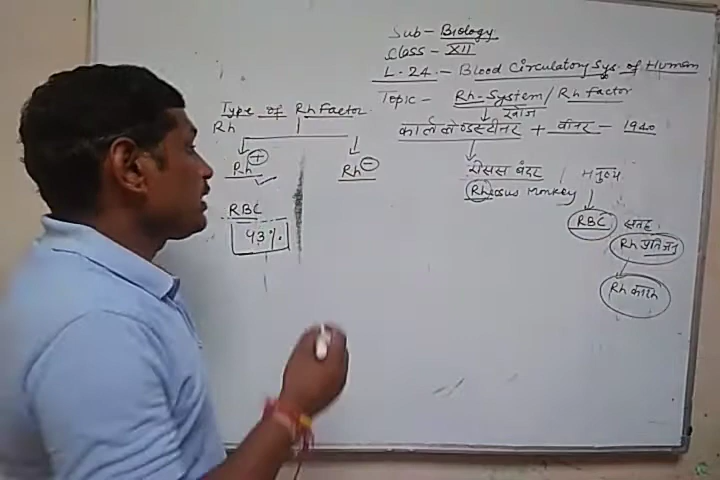 Sub- Biology
Class - XII
L-24. - Blood Circulatory Sys. of Human
Topic - Rh-System / Rh factor
खोज
कार्ल लैण्डस्टीनर + वीनर - 1940
रीसस बंदर / मनुष्य
Rheosus Monkey
RBC सतह
Rh प्रतिजन
Rh कारक
Type of Rh Factor
Rh
Rh + Rh -
RBC
93%.